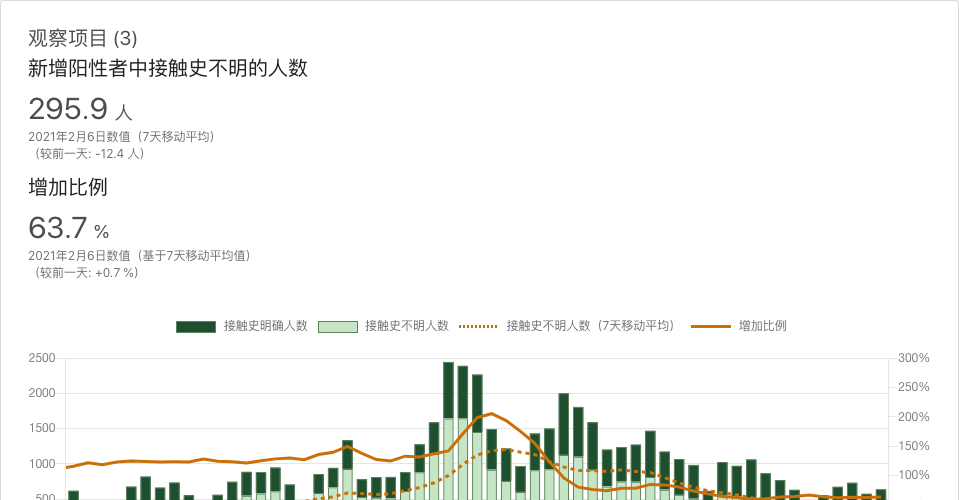 观察项目 (3)
新增阳性者中接触史不明的人数
295.9 人
2021年2月6日数值（7天移动平均）
（较前一天: -12.4 人）
增加比例
63.7 %
2021年2月6日数值（基于7天移动平均值）
（较前一天: +0.7 %）
接触史明确人数 接触史不明人数 接触史不明人数（7天移动平均） 增加比例
2500 300%
250%
2000
200%
1500
150%
1000
100%
500